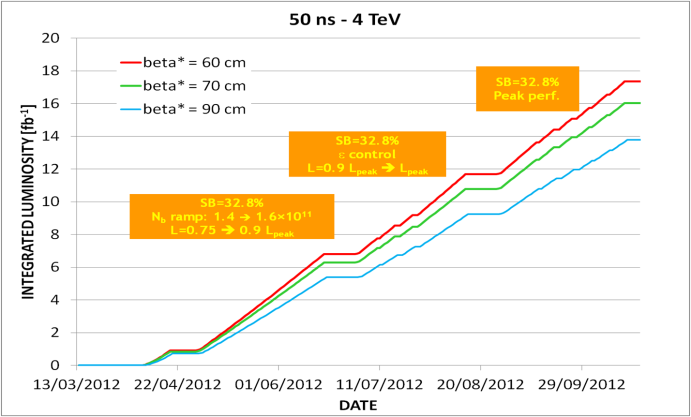 50 ns - 4 TeV
20
18
16
14
12
10
8
6
4
2
0
INTEGRATED LUMINOSITY [fb-1]
beta* = 60 cm
beta* = 70 cm
beta* = 90 cm
SB=32.8%
Peak perf.
SB=32.8%
ε control
L=0.9 Lpeak ➔ Lpeak
SB=32.8%
Nb ramp: 1.4 → 1.6×10¹¹
L=0.75 ➔ 0.9 Lpeak
13/03/2012 22/04/2012 01/06/2012 11/07/2012 20/08/2012 29/09/2012
DATE